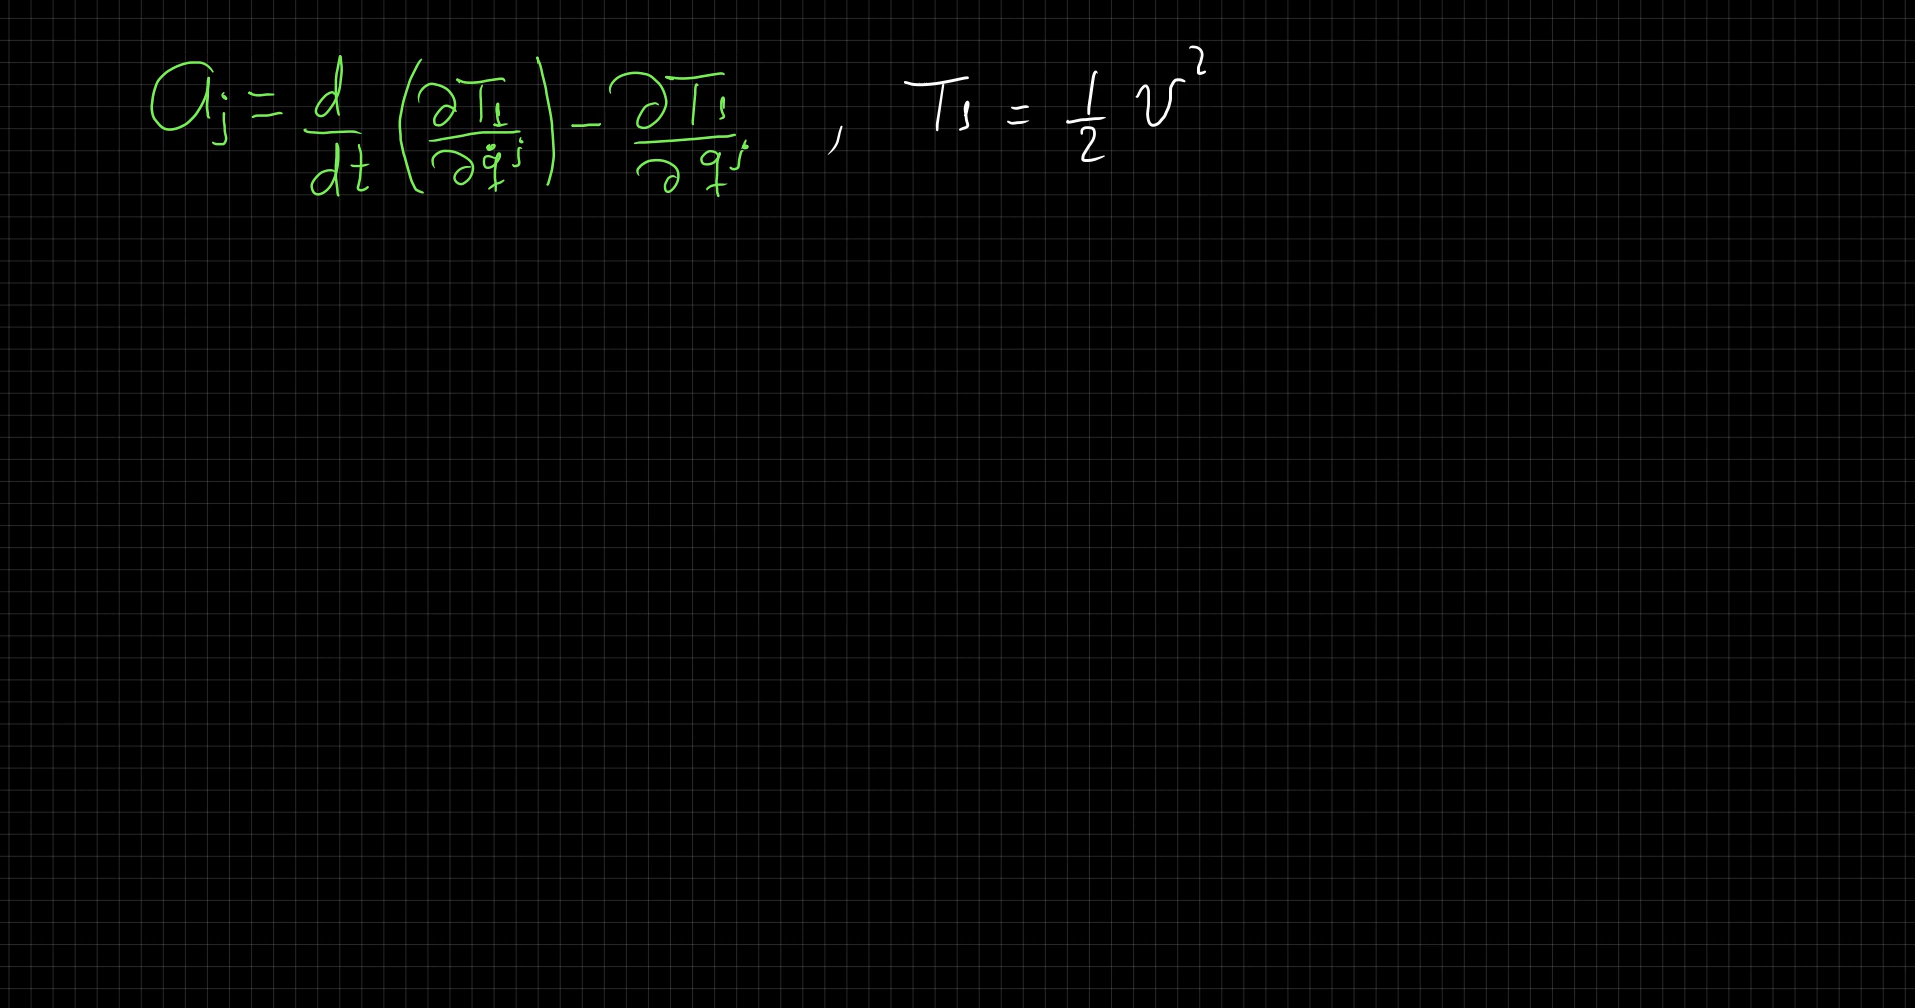 a_j = d/dt (∂T₁/∂q̇^j) − ∂T₁/∂q^j , T₁ = 1/2 v²